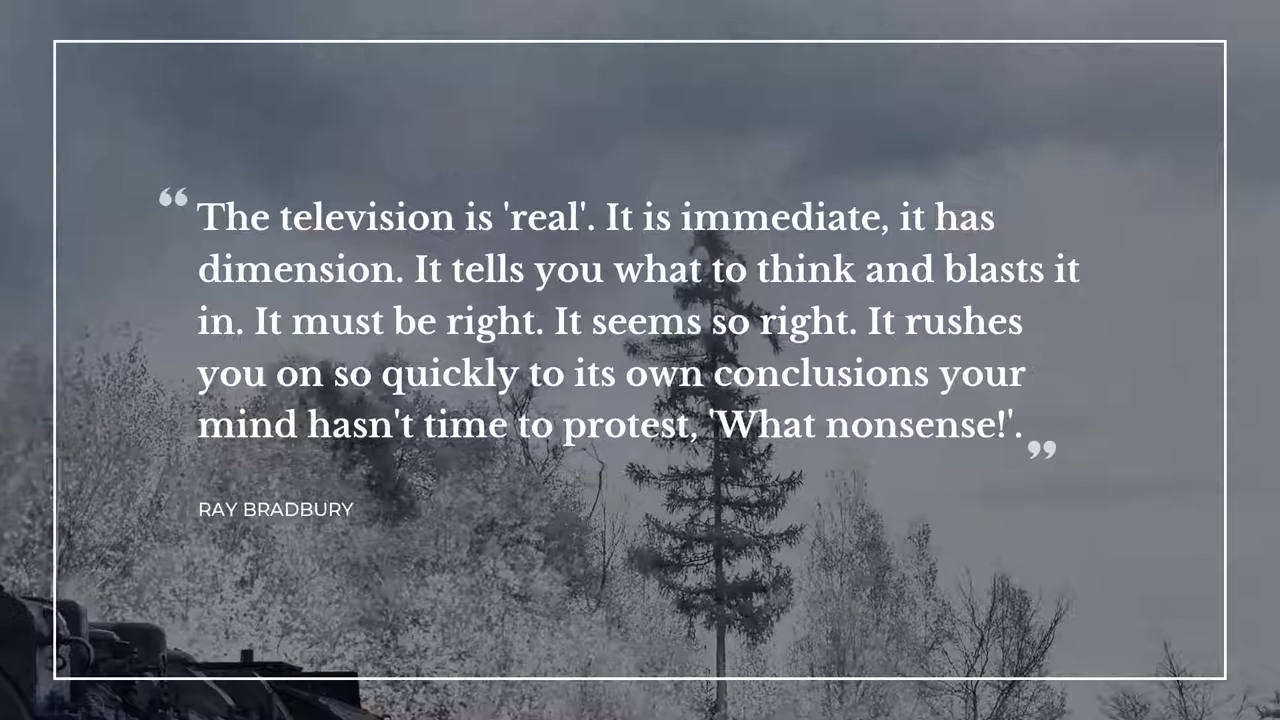 “The television is 'real'. It is immediate, it has
dimension. It tells you what to think and blasts it
in. It must be right. It seems so right. It rushes
you on so quickly to its own conclusions your
mind hasn't time to protest, 'What nonsense!'.”
RAY BRADBURY